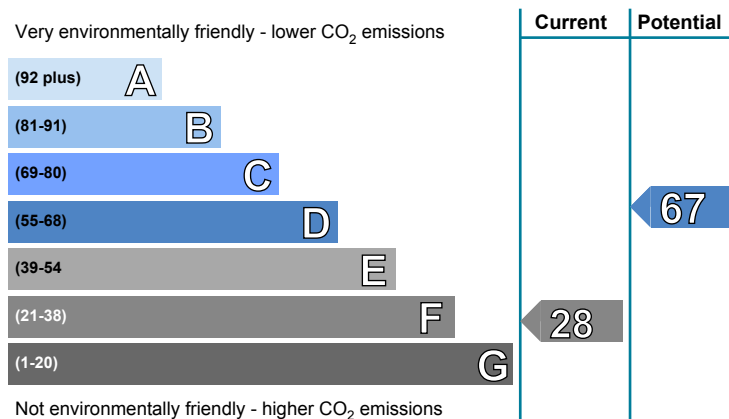 Current Potential
Very environmentally friendly - lower CO2 emissions
(92 plus) A
(81-91) B
(69-80) C
67
(55-68) D
(39-54 E
(21-38) F 28
(1-20) G
Not environmentally friendly - higher CO2 emissions